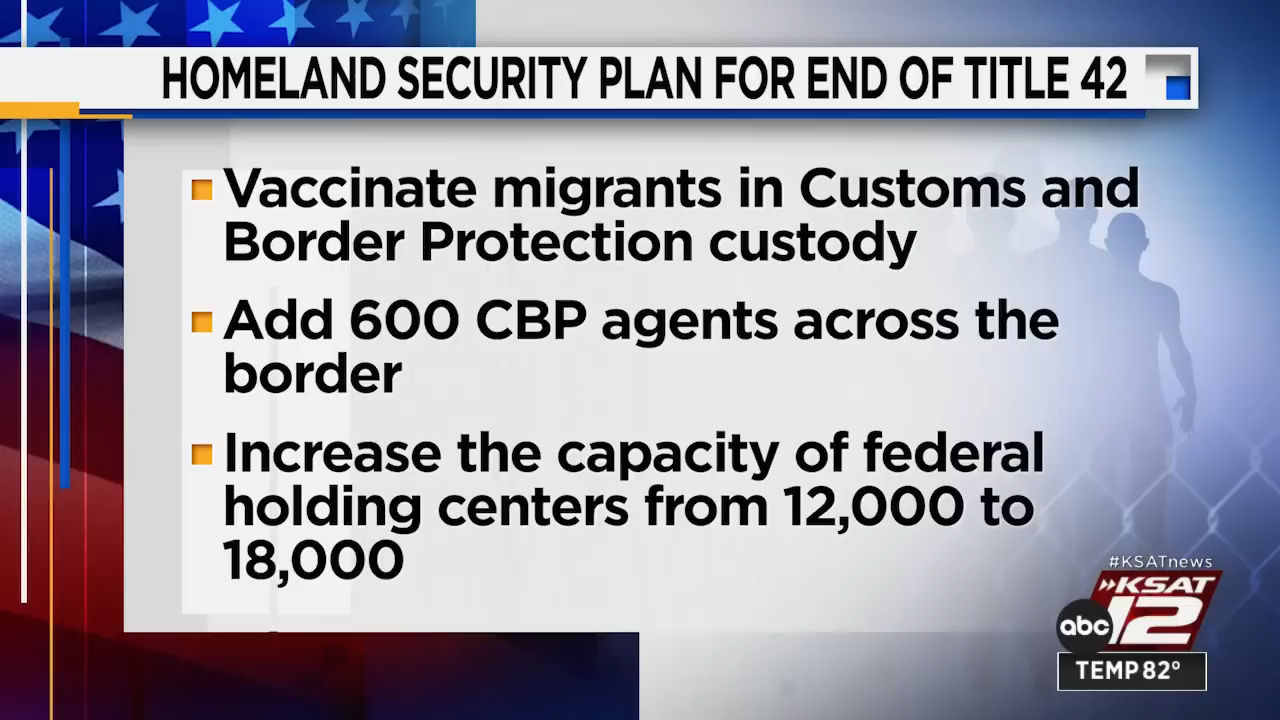 HOMELAND SECURITY PLAN FOR END OF TITLE 42
Vaccinate migrants in Customs and
Border Protection custody
Add 600 CBP agents across the
border
Increase the capacity of federal
holding centers from 12,000 to
18,000
#KSATnews
KSAT
abc 12
TEMP 82°